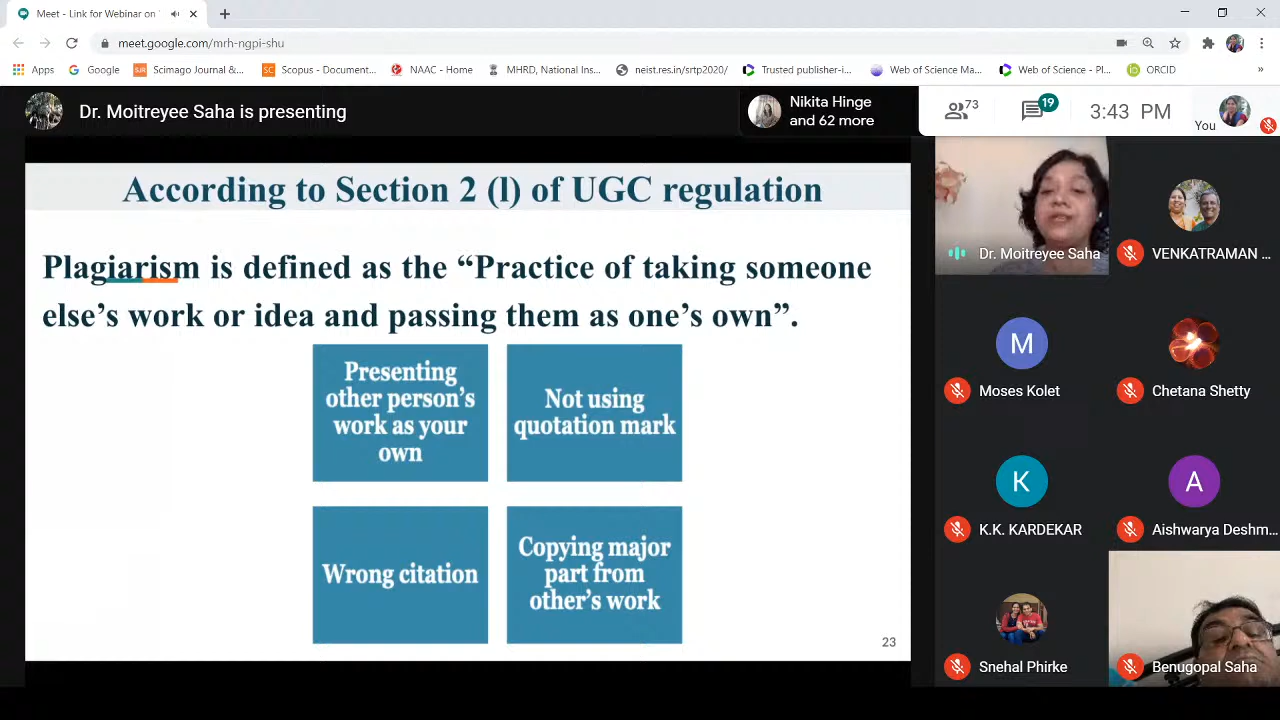 Meet - Link for Webinar on
meet.google.com/mrh-ngpi-shu
Apps
Google
SJR
Scimago Journal &...
SC
Scopus - Document...
NAAC - Home
MHRD, National Ins...
neist.res.in/srtp2020/
Trusted publisher-i...
Web of Science Ma...
Web of Science - Pl...
iD
ORCID
»
Dr. Moitreyee Saha is presenting
Nikita Hinge
and 62 more
73
19
3:43 PM
You
According to Section 2 (l) of UGC regulation
Plagiarism is defined as the “Practice of taking someone
else’s work or idea and passing them as one’s own”.
Presenting
other person’s
work as your
own
Not using
quotation mark
Wrong citation
Copying major
part from
other’s work
23
Dr. Moitreyee Saha
VENKATRAMAN ...
M
Moses Kolet
Chetana Shetty
K
K.K. KARDEKAR
A
Aishwarya Deshm...
Snehal Phirke
Benugopal Saha